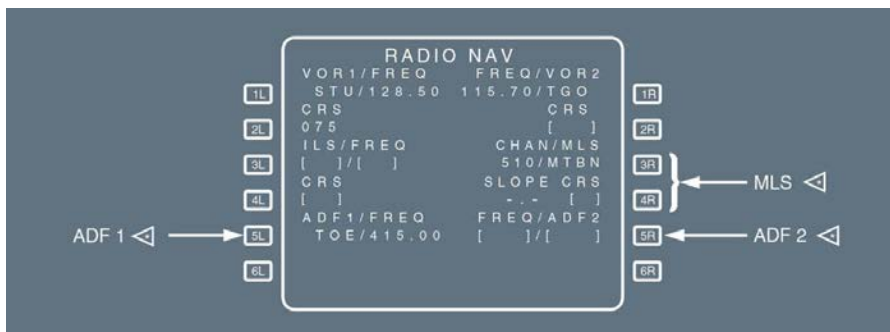 RADIO NAV
VOR1/FREQ FREQ/VOR2
1L STU/128.50 115.70/TGO 1R
CRS CRS
2L 075 [ ] 2R
ILS/FREQ CHAN/MLS
3L [ ]/[ ] 510/MTBN 3R
CRS SLOPE CRS
4L [ ] -.- [ ] 4R
MLS
ADF1/FREQ FREQ/ADF2
ADF 1 5L TOE/415.00 [ ]/[ ] 5R ADF 2
6L 6R